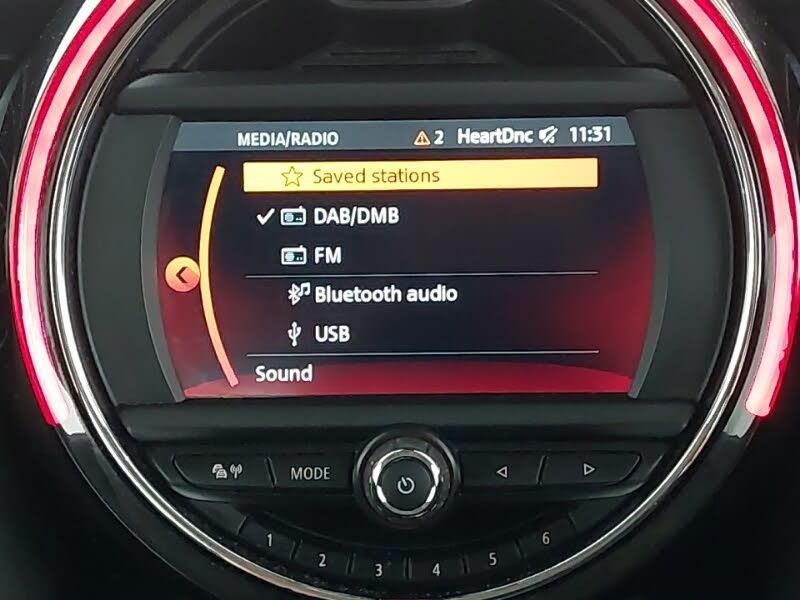 MEDIA/RADIO 2 HeartDnc 11:31
Saved stations
DAB/DMB
FM
Bluetooth audio
USB
Sound
MODE
1 2 3 4 5 6